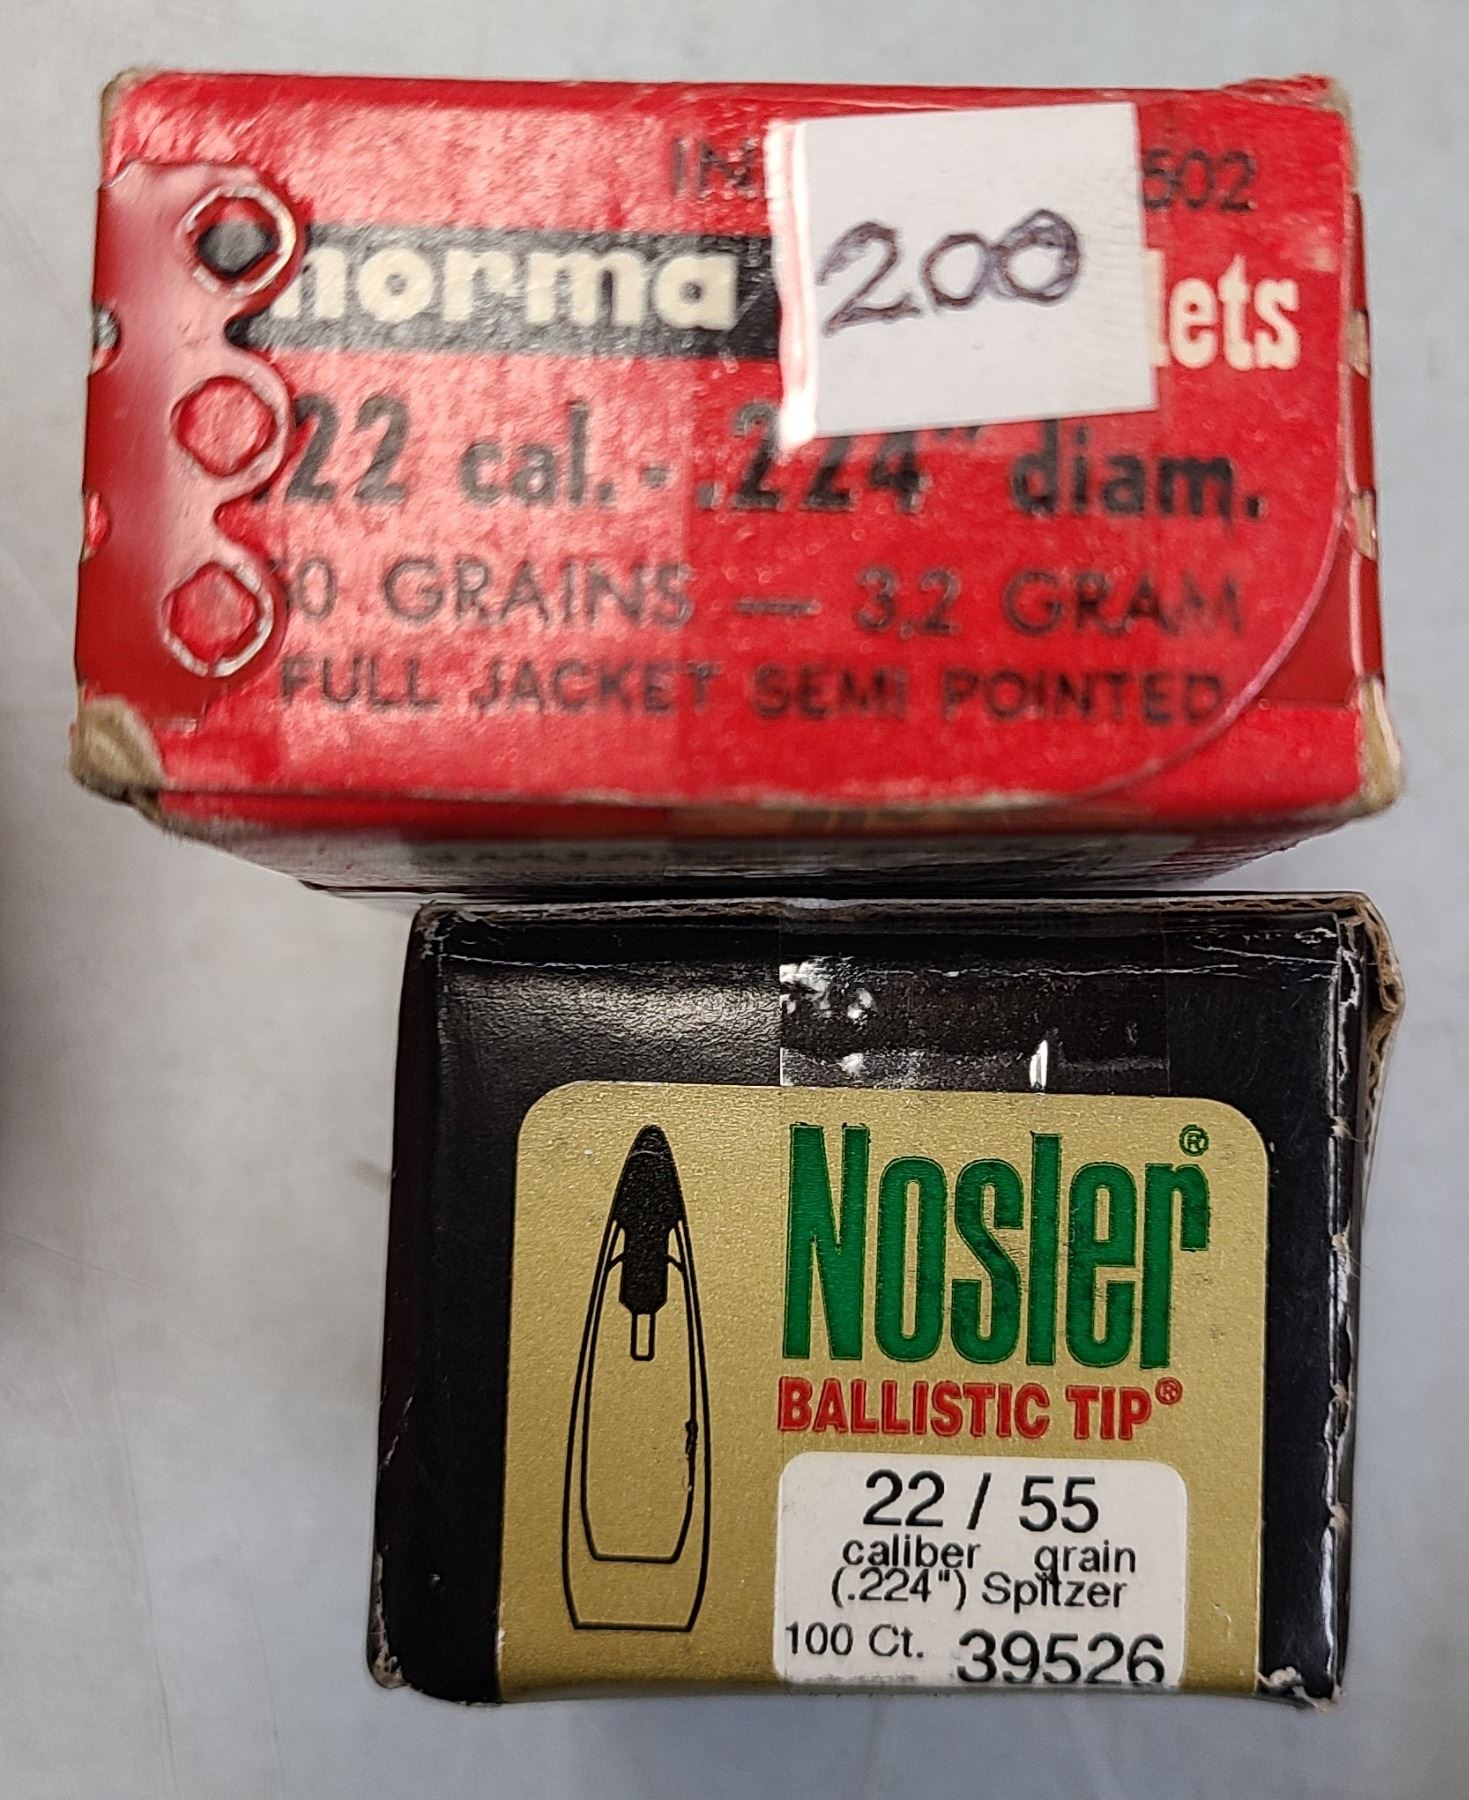 502
200
norma
22 cal. - .224" diam.
GRAINS — 3,2 GRAM
FULL JACKET SEMI POINTED
Nosler®
BALLISTIC TIP®
22 / 55
caliber grain
(.224") Spitzer
100 Ct. 39526